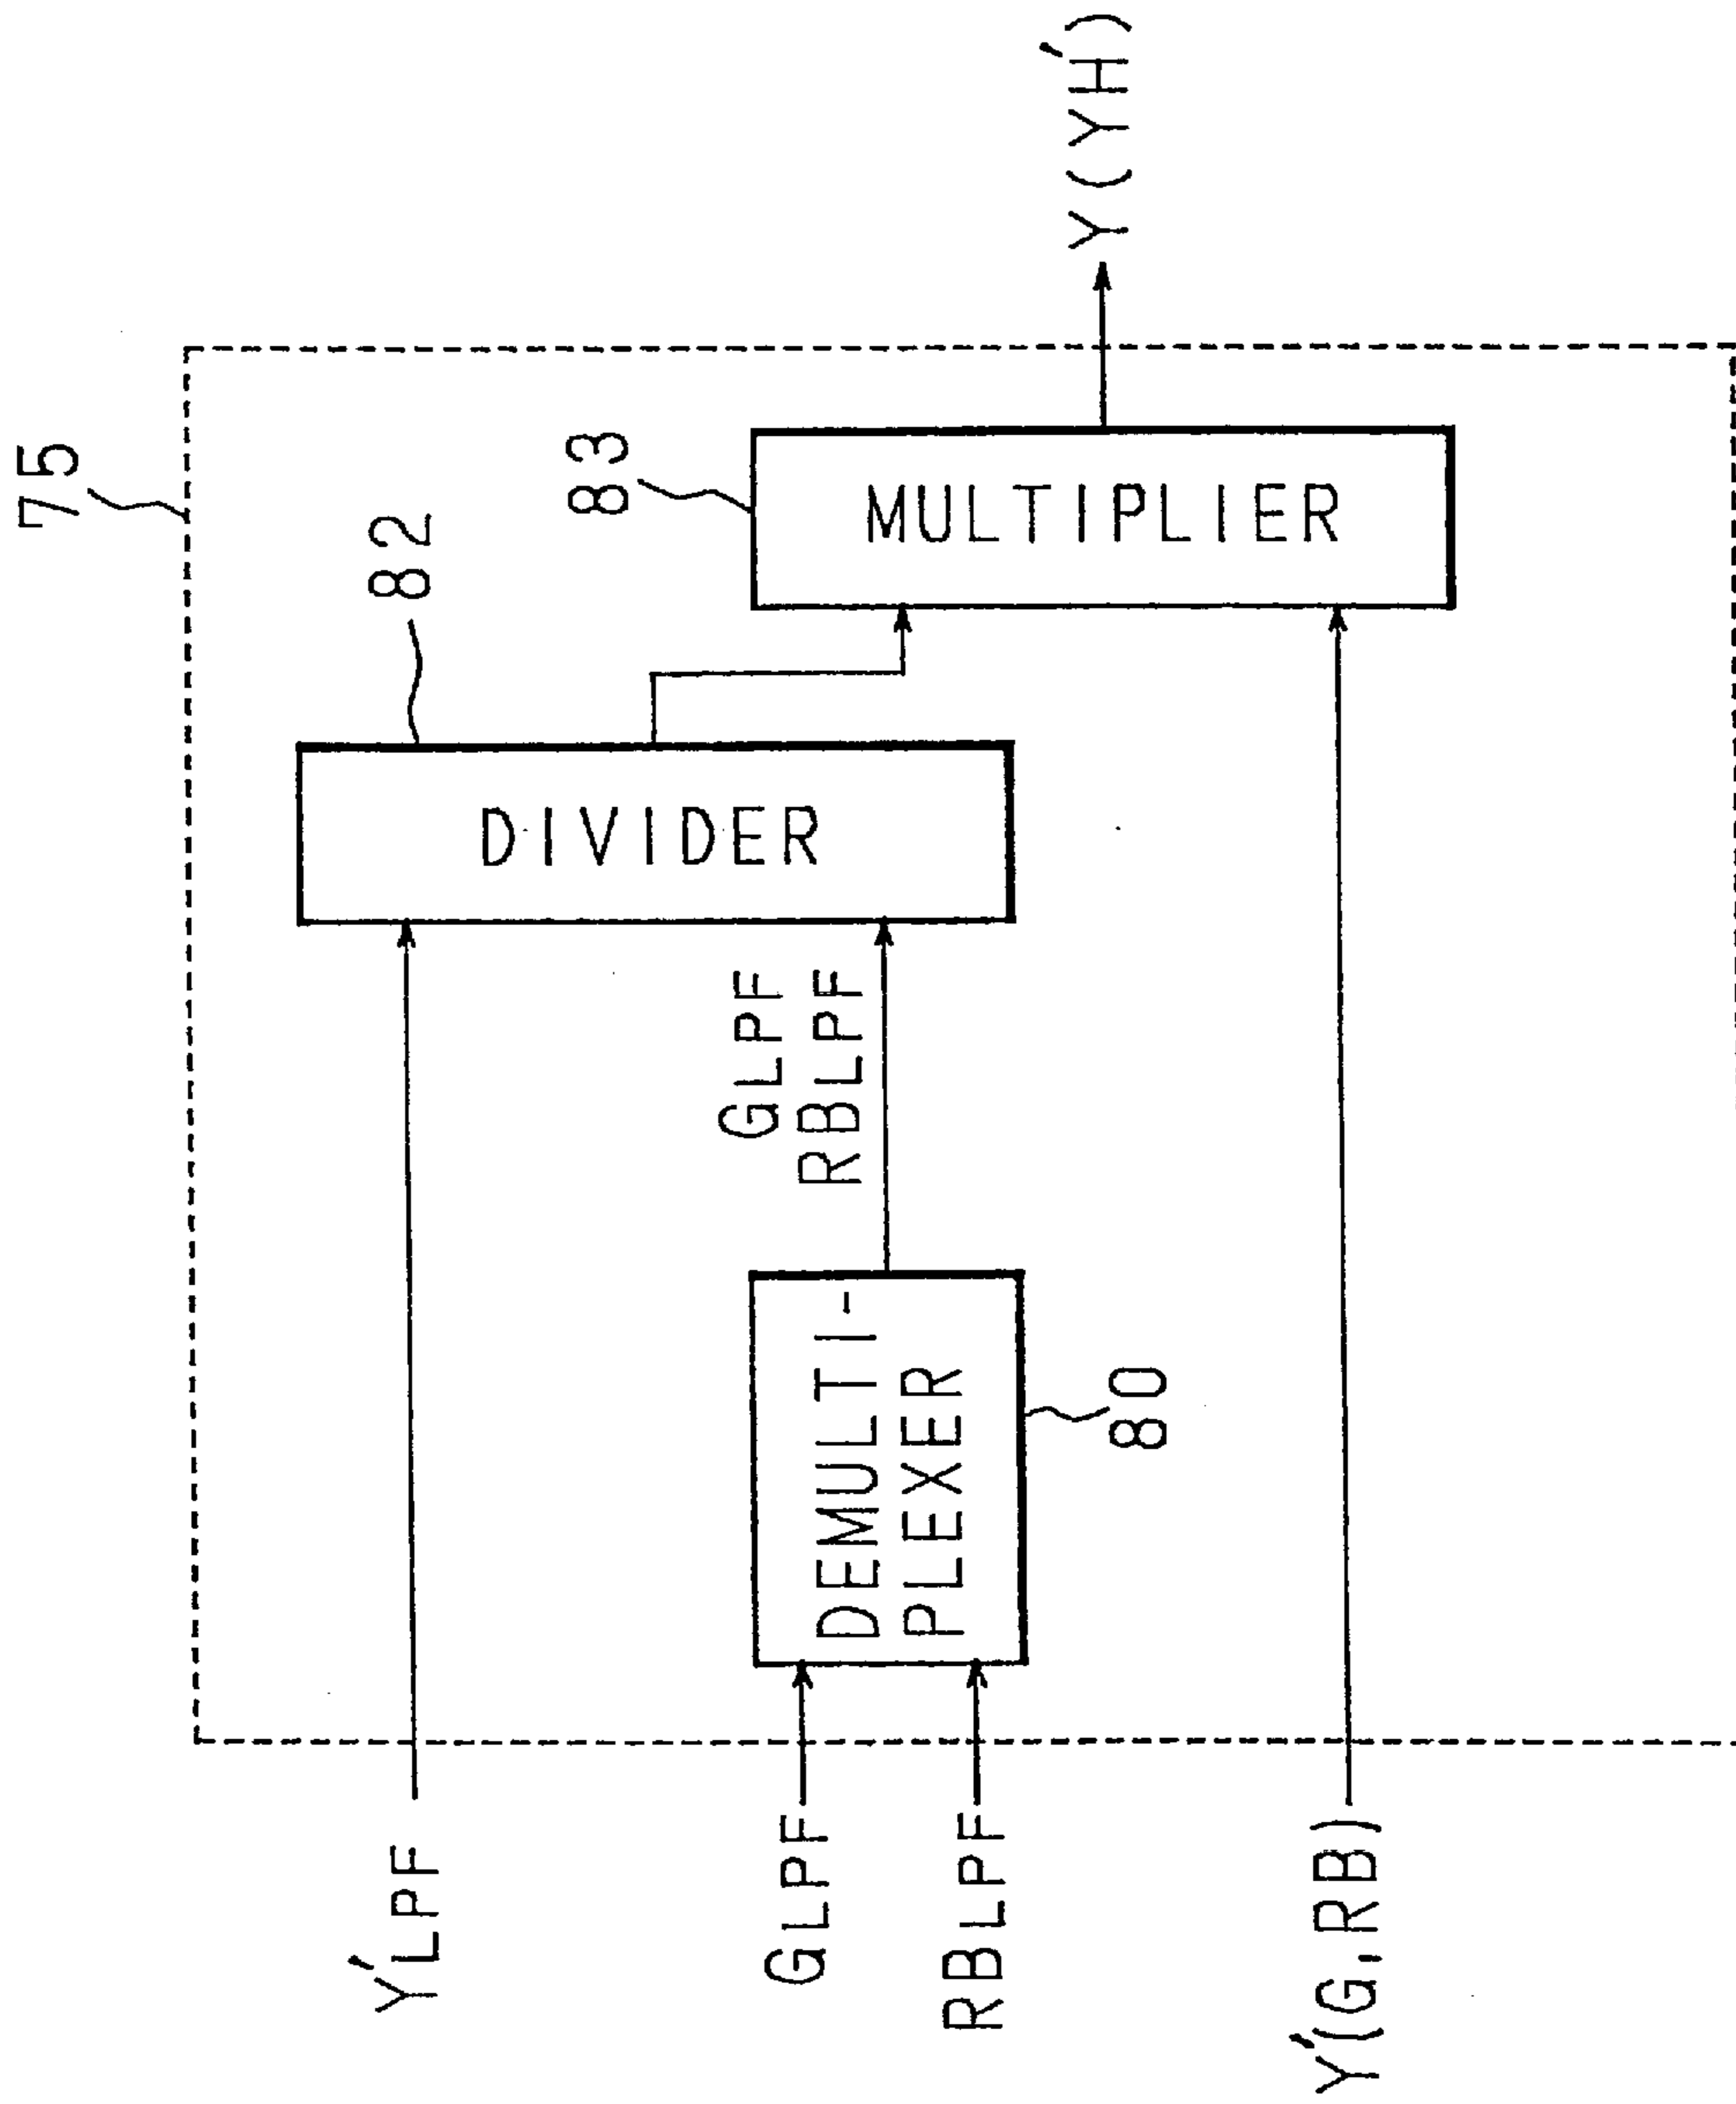 75
82
83
Y'LPF
DIVIDER
GLPF
RBLPF
GLPF
RBLPF
DEMULTI-
PLEXER
80
MULTIPLIER
Y(YH')
Y'(G,RB)